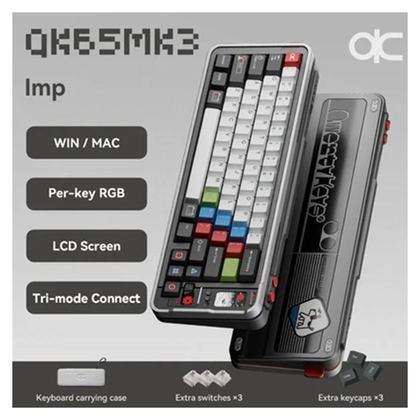 QK65MK3
Imp
WIN / MAC
Per-key RGB
LCD Screen
Tri-mode Connect
Keyboard carrying case
Extra switches ×3
Extra keycaps ×3